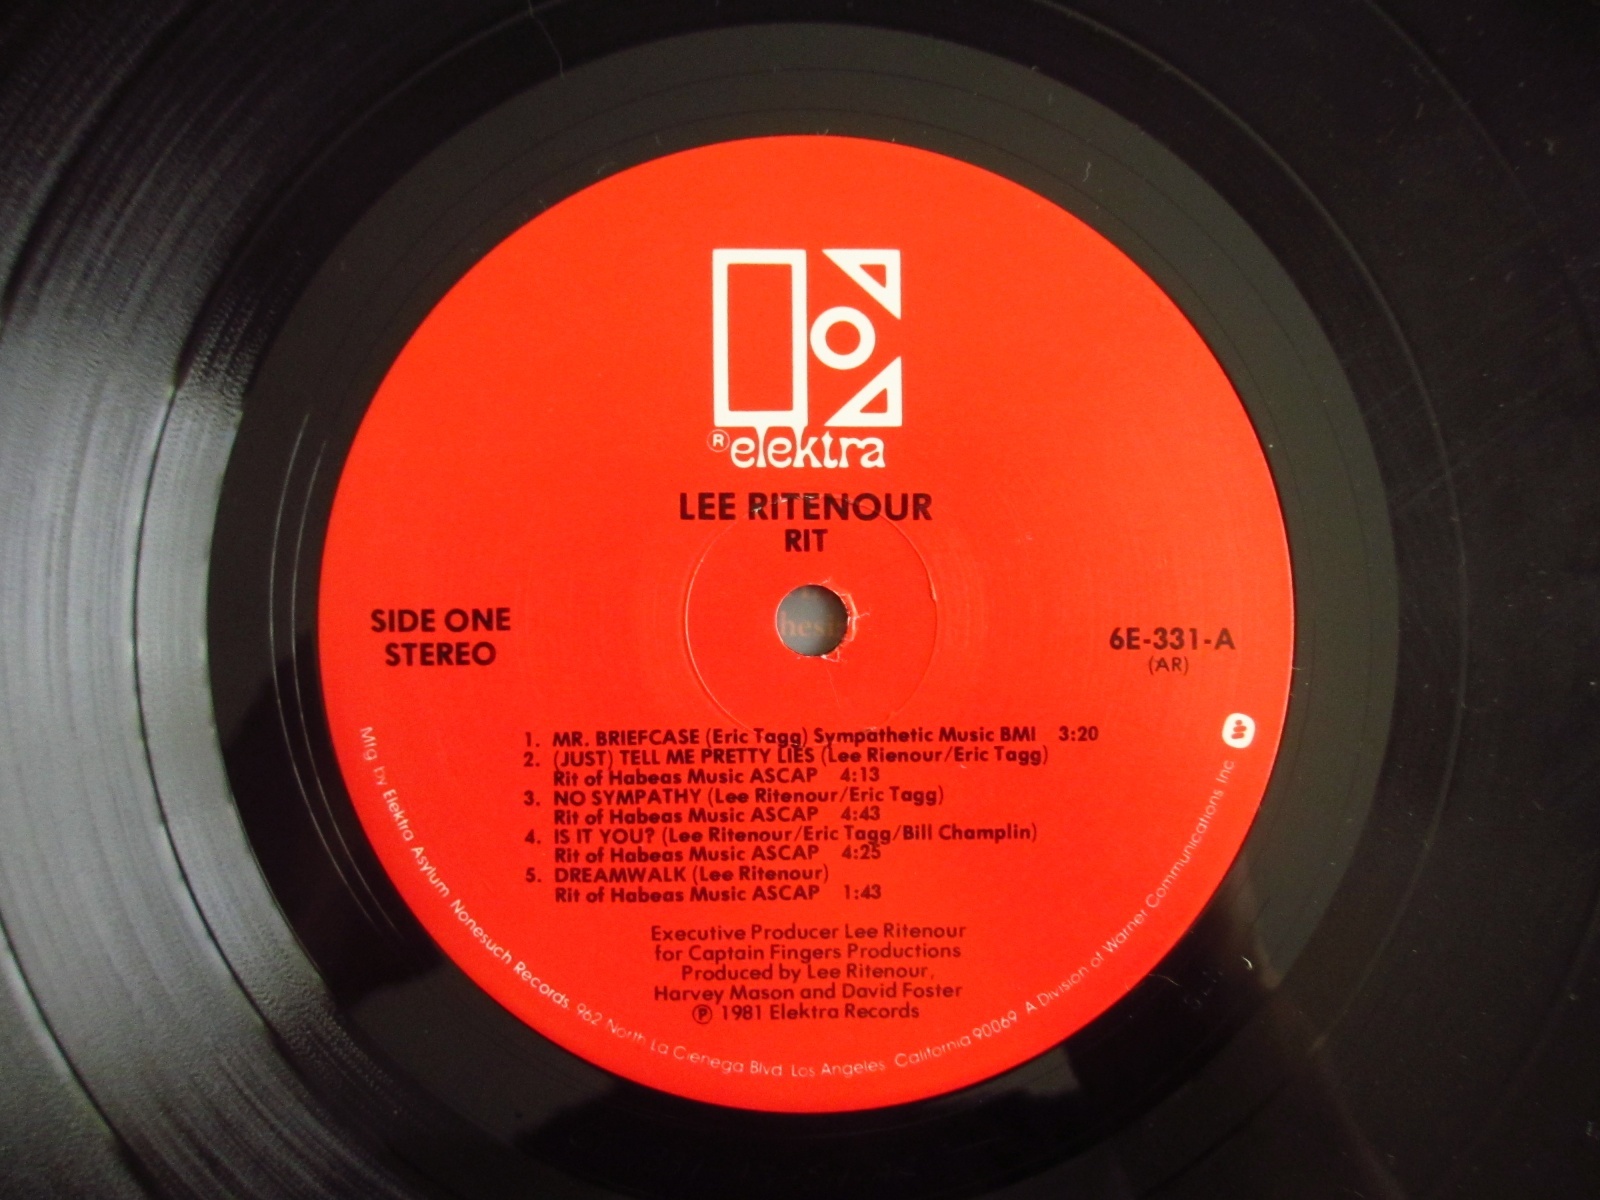 ® elektra
LEE RITENOUR
RIT
SIDE ONE
STEREO
6E-331-A
(AR)
1. MR. BRIEFCASE (Eric Tagg) Sympathetic Music BMI 3:20
2. (JUST) TELL ME PRETTY LIES (Lee Rienour/Eric Tagg)
Rit of Habeas Music ASCAP 4:13
3. NO SYMPATHY (Lee Ritenour/Eric Tagg)
Rit of Habeas Music ASCAP 4:43
4. IS IT YOU? (Lee Ritenour/Eric Tagg/Bill Champlin)
Rit of Habeas Music ASCAP 4:25
5. DREAMWALK (Lee Ritenour)
Rit of Habeas Music ASCAP 1:43
Executive Producer Lee Ritenour
for Captain Fingers Productions
Produced by Lee Ritenour,
Harvey Mason and David Foster
℗ 1981 Elektra Records
Mfg by Elektra Asylum Nonesuch Records. 962 North La Cienega Blvd Los Angeles. California 90069 A Division of Warner Communications Inc